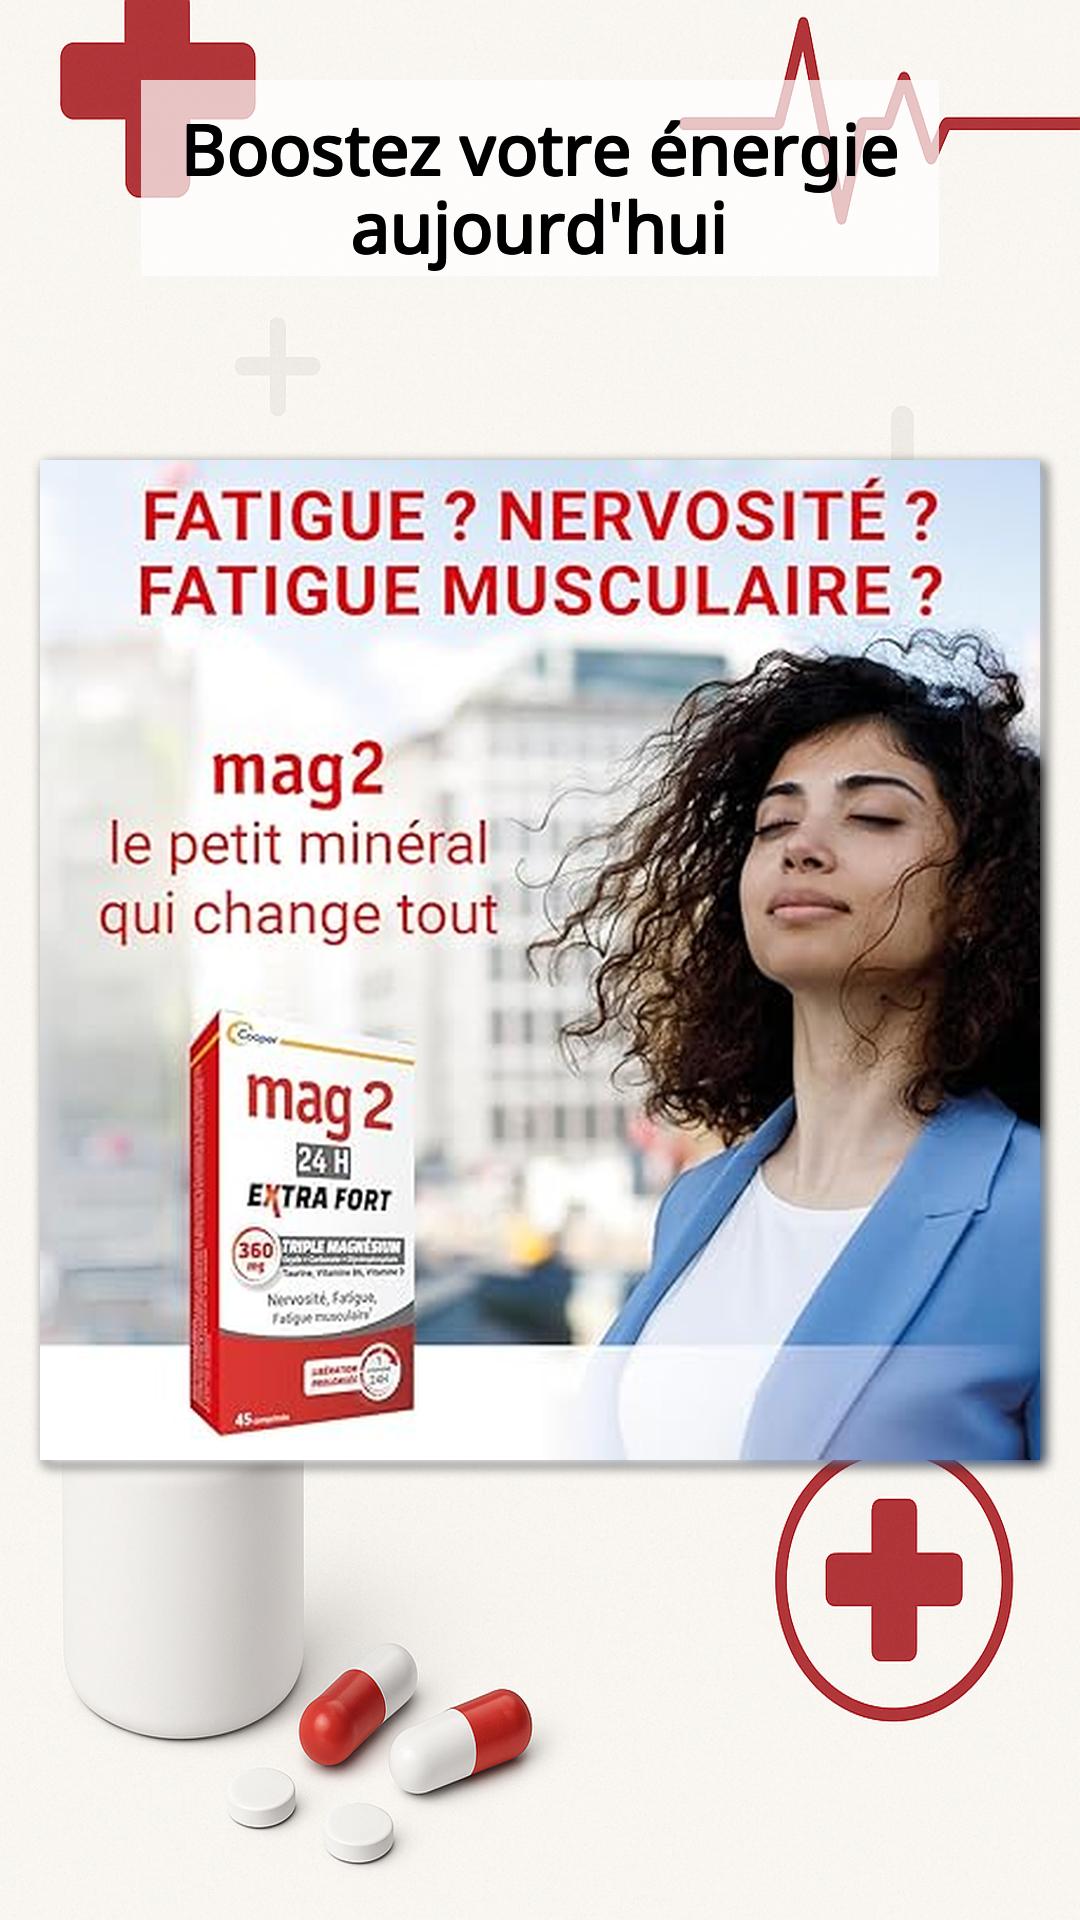 Boostez votre énergie
aujourd'hui
FATIGUE ? NERVOSITÉ ?
FATIGUE MUSCULAIRE ?
mag2
le petit minéral
qui change tout
Cooper
mag 2
24 H
EXTRA FORT
360 mg
TRIPLE MAGNÉSIUM
Taurine, Vitamine B6, Vitamine D
Nervosité, Fatigue,
Fatigue musculaire
LIBÉRATION
PROLONGÉE
1
24H
45 comprimés